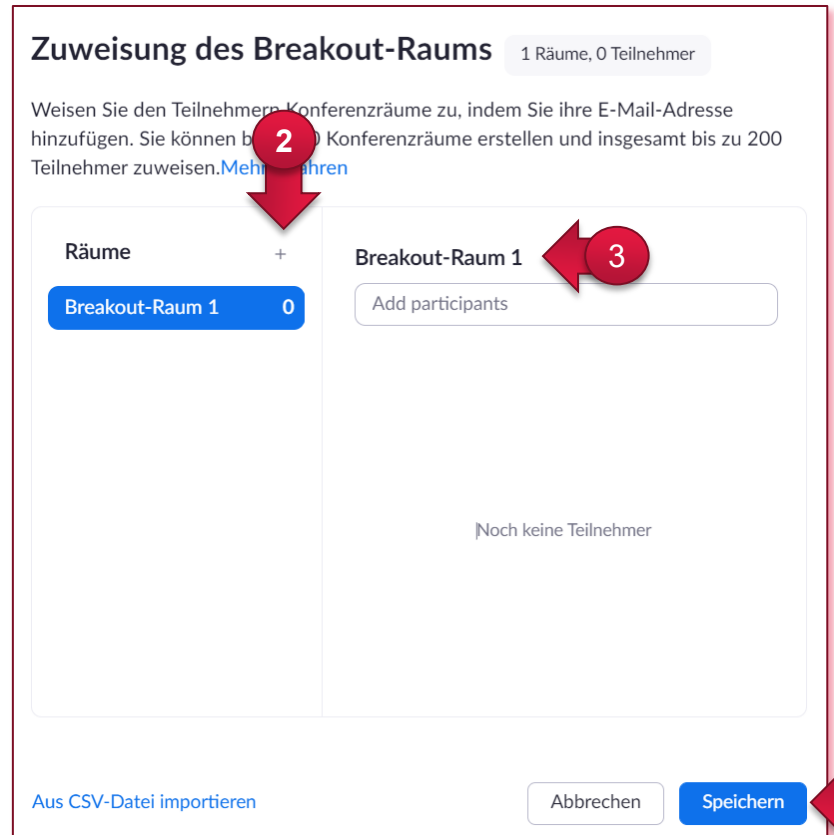 Zuweisung des Breakout-Raums 1 Räume, 0 Teilnehmer
Weisen Sie den Teilnehmern Konferenzräume zu, indem Sie ihre E-Mail-Adresse
hinzufügen. Sie können Konferenzräume erstellen und insgesamt bis zu 200
Teilnehmer zuweisen.
2
Räume +
Breakout-Raum 1 0
Breakout-Raum 1
3
Add participants
Noch keine Teilnehmer
Aus CSV-Datei importieren
Abbrechen
Speichern